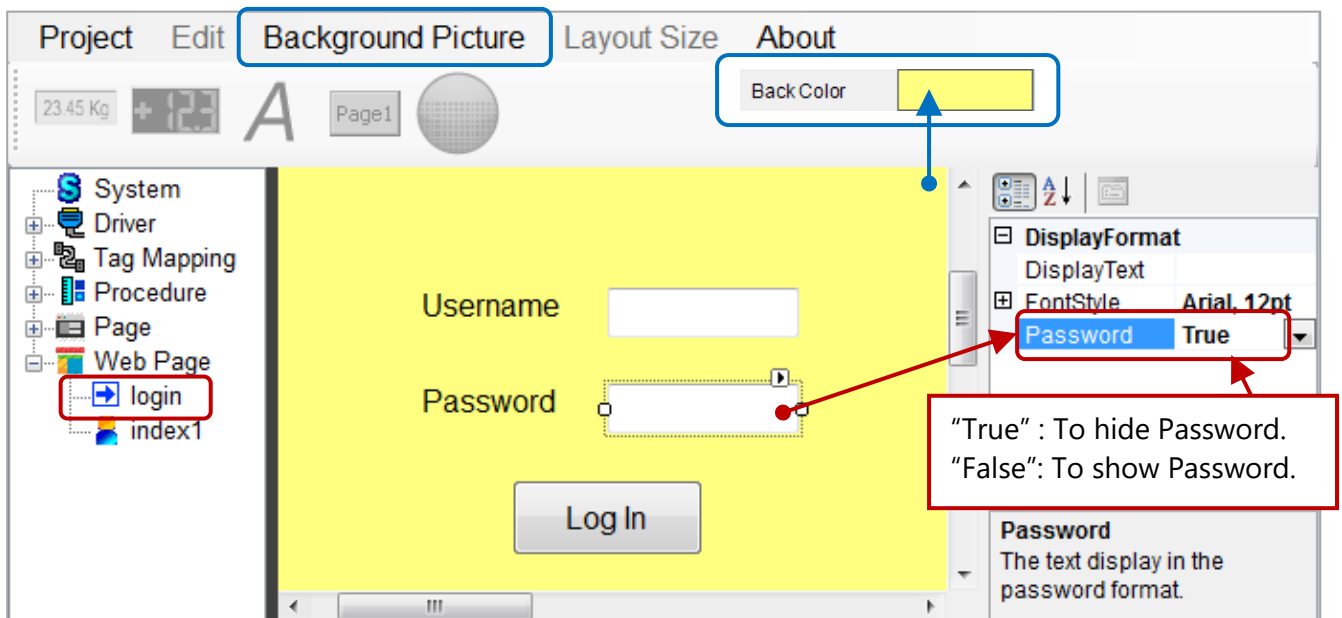 Project Edit Background Picture Layout Size About
23.45 Kg +12.3 A Page1
Back Color
System
Driver
Tag Mapping
Procedure
Page
Web Page
login
index1
Username
Password
Log In
DisplayFormat
DisplayText
FontStyle Arial, 12pt
Password True
“True” : To hide Password.
“False”: To show Password.
Password
The text display in the
password format.